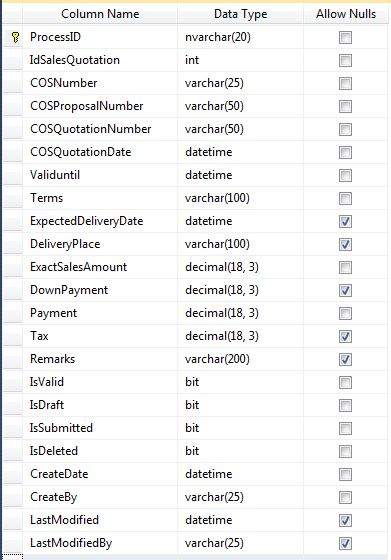 Column Name Data Type Allow Nulls
ProcessID nvarchar(20)
IdSalesQuotation int
COSNumber varchar(25)
COSProposalNumber varchar(50)
COSQuotationNumber varchar(50)
COSQuotationDate datetime
Validuntil datetime
Terms varchar(100)
ExpectedDeliveryDate datetime
DeliveryPlace varchar(100)
ExactSalesAmount decimal(18, 3)
DownPayment decimal(18, 3)
Payment decimal(18, 3)
Tax decimal(18, 3)
Remarks varchar(200)
IsValid bit
IsDraft bit
IsSubmitted bit
IsDeleted bit
CreateDate datetime
CreateBy varchar(25)
LastModified datetime
LastModifiedBy varchar(25)